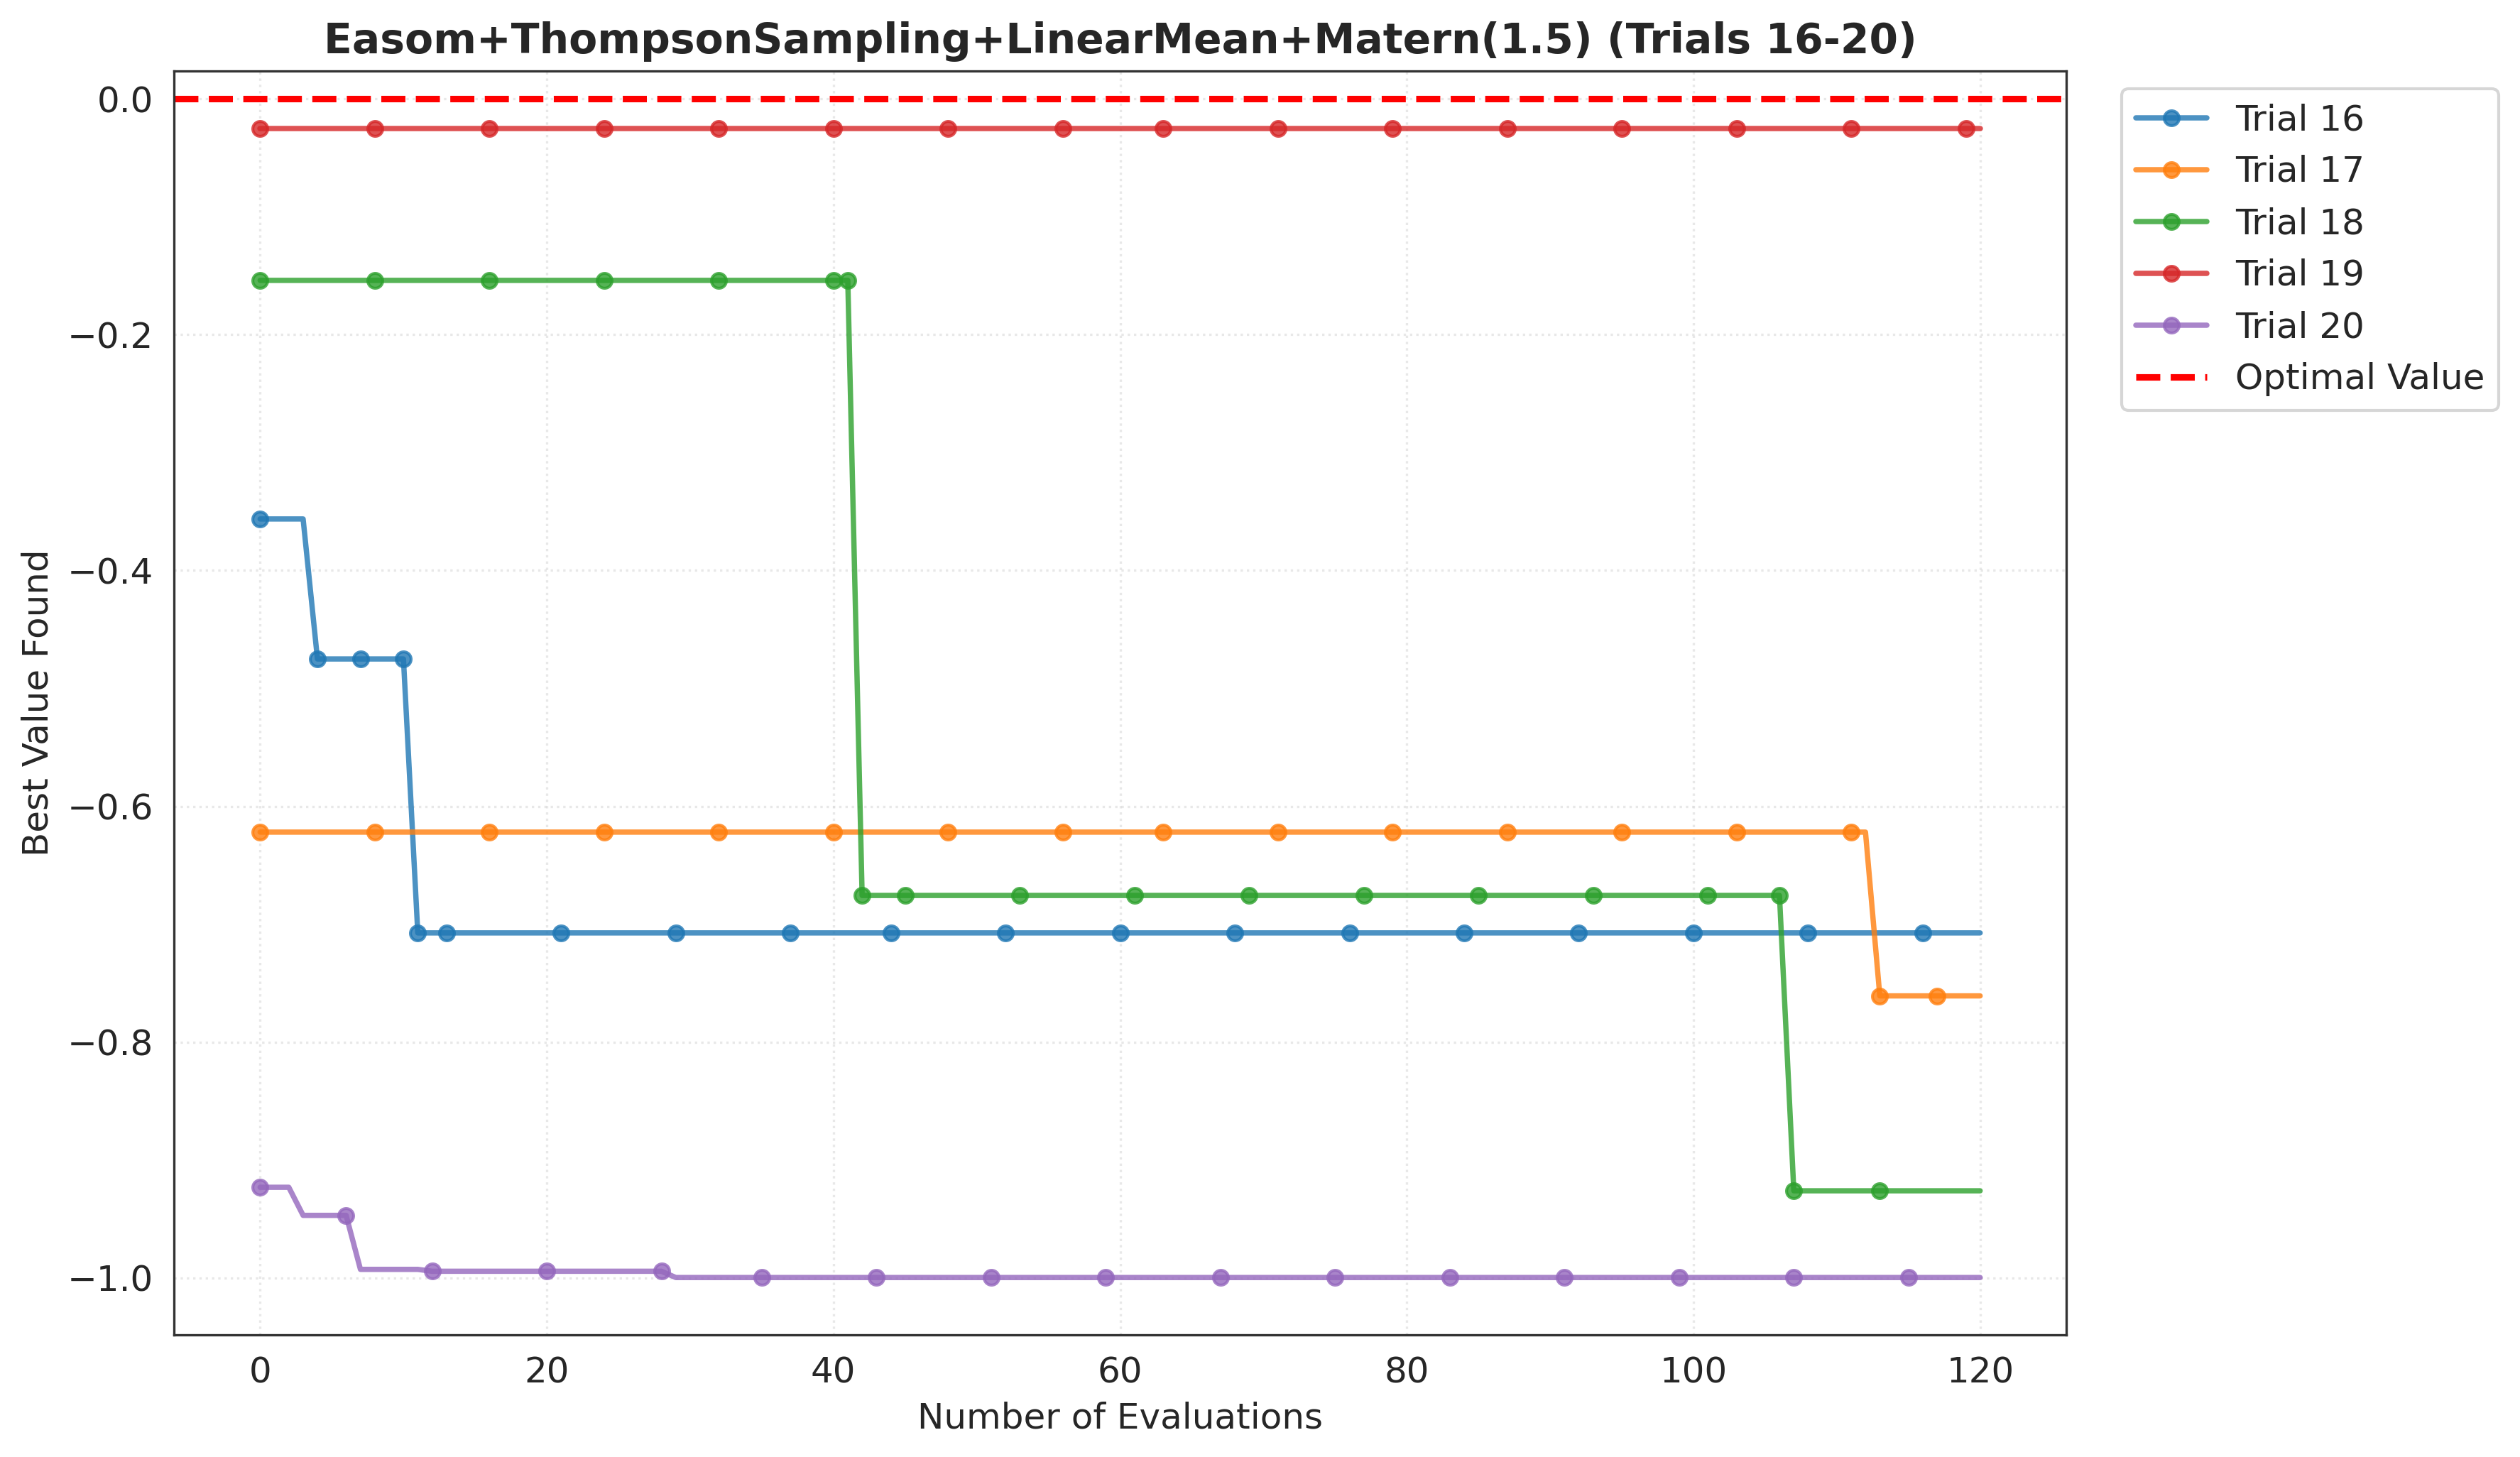 Easom+ThompsonSampling+LinearMean+Matern(1.5) (Trials 16-20)
0.0
−0.2
−0.4
−0.6
−0.8
−1.0
Best Value Found
0 20 40 60 80 100 120
Number of Evaluations
Trial 16
Trial 17
Trial 18
Trial 19
Trial 20
Optimal Value